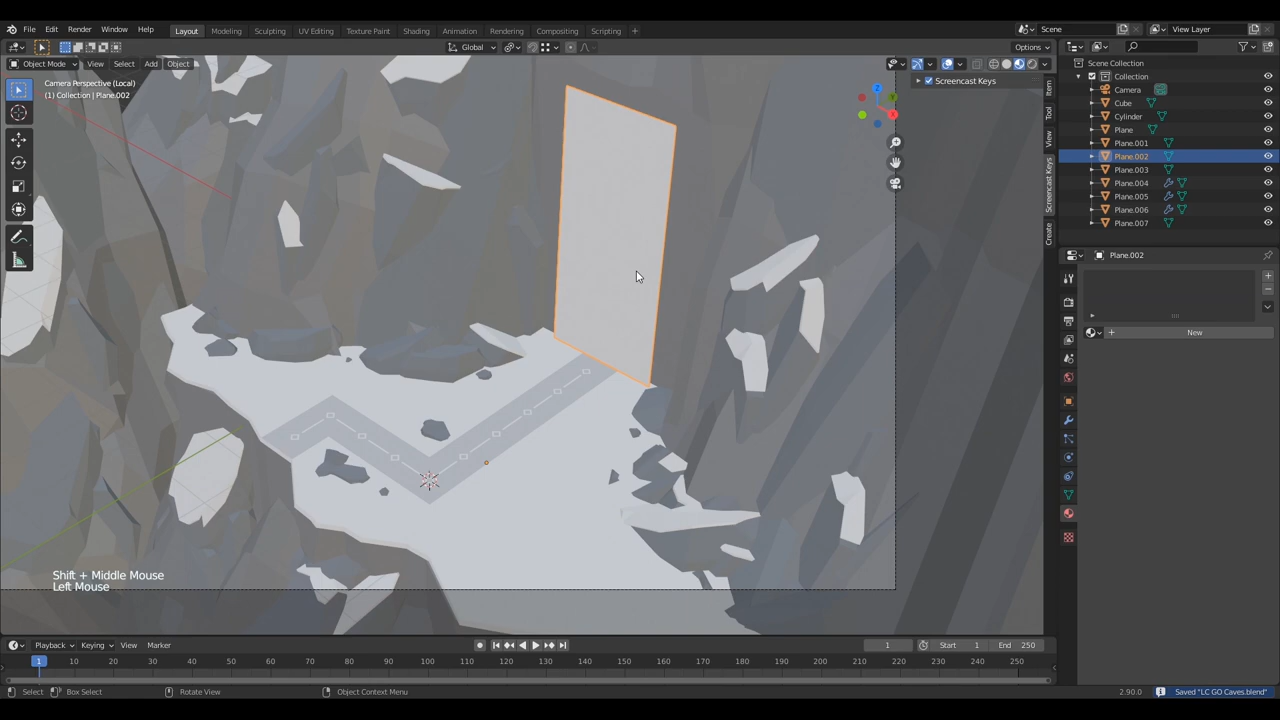 File Edit Render Window Help Layout Modeling Sculpting UV Editing Texture Paint Shading Animation Rendering Compositing Scripting + Scene View Layer
Global Options
Object Mode View Select Add Object
Camera Perspective (Local)
(1) Collection | Plane.002
Screencast Keys
Z
Y
X
Item
Tool
View
Screencast Keys
Create
Scene Collection
Collection
Camera
Cube
Cylinder
Plane
Plane.001
Plane.002
Plane.003
Plane.004
Plane.005
Plane.006
Plane.007
Plane.002
+ New
Shift + Middle Mouse
Left Mouse
Playback Keying View Marker 1 Start 1 End 250
1 10 20 30 40 50 60 70 80 90 100 110 120 130 140 150 160 170 180 190 200 210 220 230 240 250
Select Box Select Rotate View Object Context Menu 2.90.0 Saved "LC GO Caves.blend"